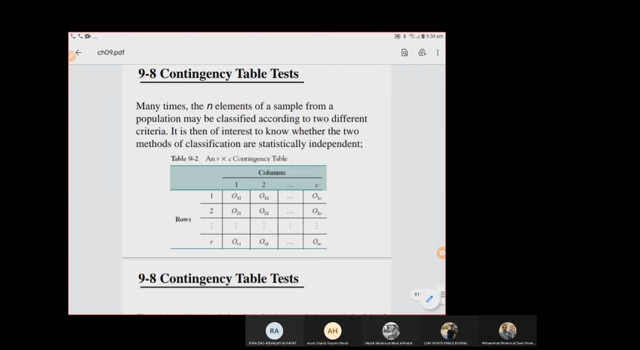 9:34 am
ch09.pdf
9-8 Contingency Table Tests
Many times, the n elements of a sample from a
population may be classified according to two different
criteria. It is then of interest to know whether the two
methods of classification are statistically independent;
Table 9-2 An r × c Contingency Table
Columns
1 2 … c
1 O11 O12 … O1c
2 O21 O22 … O2c
Rows ⋮ ⋮ ⋮ ⋮ ⋮
r Or1 Or2 … Orc
9-8 Contingency Table Tests
RA
AH